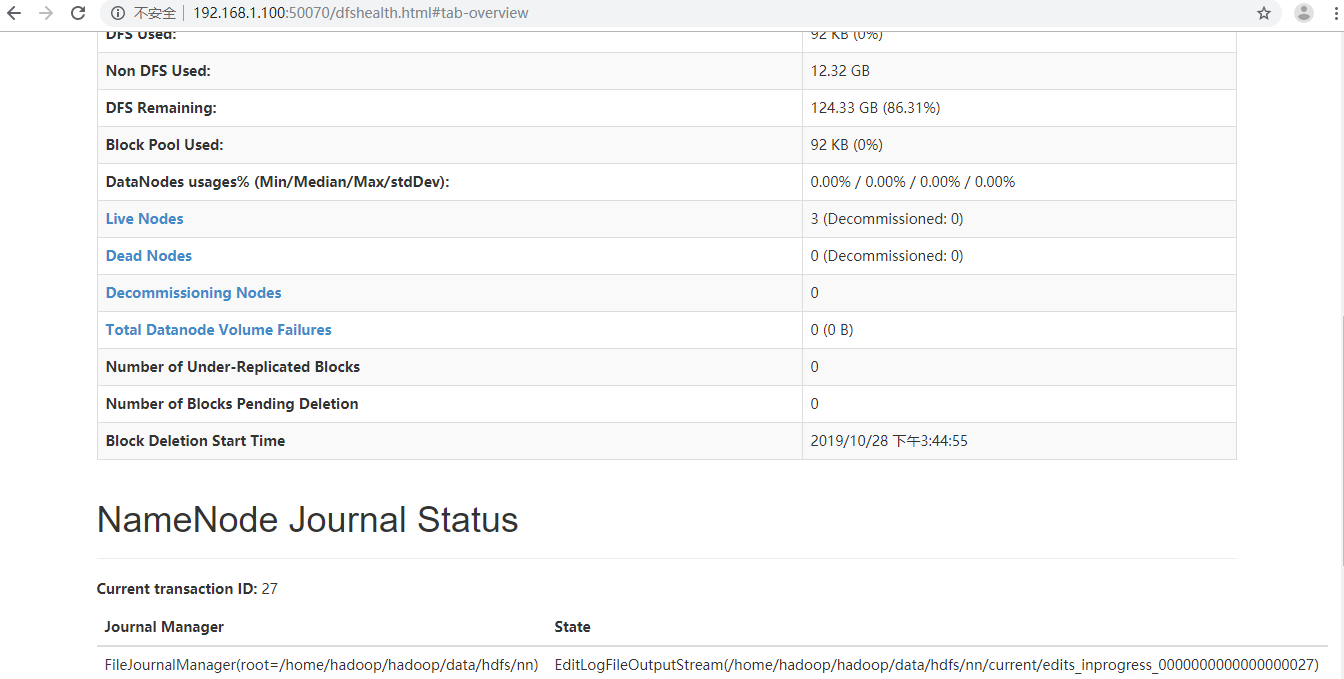 不安全 192.168.1.100:50070/dfshealth.html#tab-overview
DFS Used: 92 KB (0%)
Non DFS Used: 12.32 GB
DFS Remaining: 124.33 GB (86.31%)
Block Pool Used: 92 KB (0%)
DataNodes usages% (Min/Median/Max/stdDev): 0.00% / 0.00% / 0.00% / 0.00%
Live Nodes 3 (Decommissioned: 0)
Dead Nodes 0 (Decommissioned: 0)
Decommissioning Nodes 0
Total Datanode Volume Failures 0 (0 B)
Number of Under-Replicated Blocks 0
Number of Blocks Pending Deletion 0
Block Deletion Start Time 2019/10/28 下午3:44:55
NameNode Journal Status
Current transaction ID: 27
Journal Manager State
FileJournalManager(root=/home/hadoop/hadoop/data/hdfs/nn) EditLogFileOutputStream(/home/hadoop/hadoop/data/hdfs/nn/current/edits_inprogress_0000000000000000027)